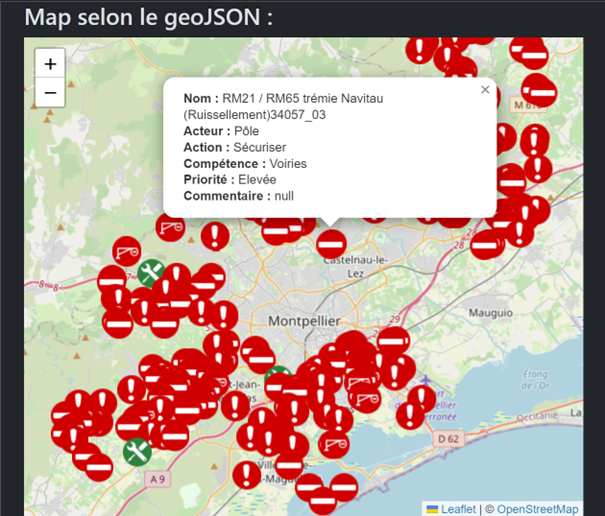 Map selon le geoJSON :
+
−
×
Nom : RM21 / RM65 trémie Navitau
(Ruissellement)34057_03
Acteur : Pôle
Action : Sécuriser
Compétence : Voiries
Priorité : Elevée
Commentaire : null
28
Castelnau-le-
Lez
8
29
Mauguio
Montpellier
Étang
de l'Or
Occitanie
D 62
A 9
Leaflet | © OpenStreetMap